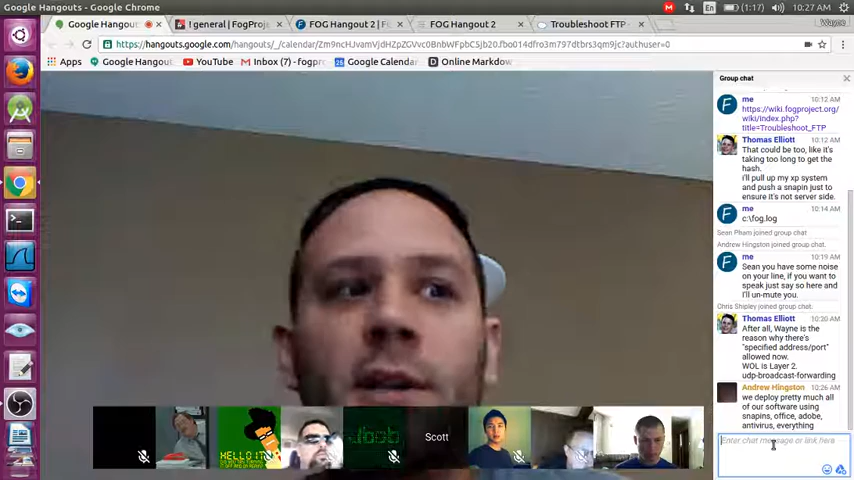 Google Hangouts - Google Chrome
En
(1:17)
10:27 AM
Google Hangou
! general | FogProj
FOG Hangout 2 | F
FOG Hangout 2
Troubleshoot FTP -
Wayne
https://hangouts.google.com/hangouts/_/calendar/
?authuser=0
Apps
Google Hangouts
YouTube
Inbox (7) - fogpr
Google Calendar
Online Markdow
Group chat
me 10:12 AM
https://wiki.fogproject.org/
wiki/index.php?
title=Troubleshoot_FTP
Thomas Elliott 10:12 AM
That could be too, like it's
taking too long to get the
hash.
i'll pull up my xp system
and push a snapin just to
ensure it's not server side.
me 10:14 AM
c:\fog.log
Sean Pham joined group chat
Andrew Hingston joined group chat.
me 10:19 AM
Sean you have some noise
on your line, if you want to
speak just say so here and
I'll un-mute you.
Chris Shipley joined group chat
Thomas Elliott 10:20 AM
After all, Wayne is the
reason why there's
"specified address/port"
allowed now.
WOL is Layer 2.
udp-broadcast-forwarding
Andrew Hingston 10:26 AM
we deploy pretty much all
of our software using
snapins, office, adobe,
antivirus, everything
Enter chat message or link here
HELLO IT
Scott